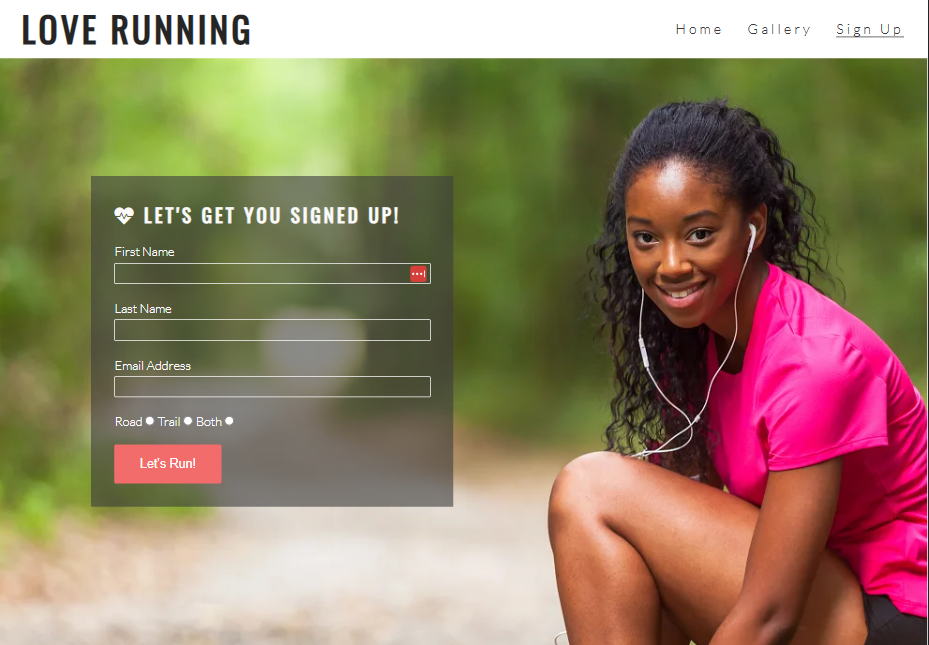 LOVE RUNNING
Home Gallery Sign Up
LET'S GET YOU SIGNED UP!
First Name
Last Name
Email Address
Road Trail Both
Let's Run!